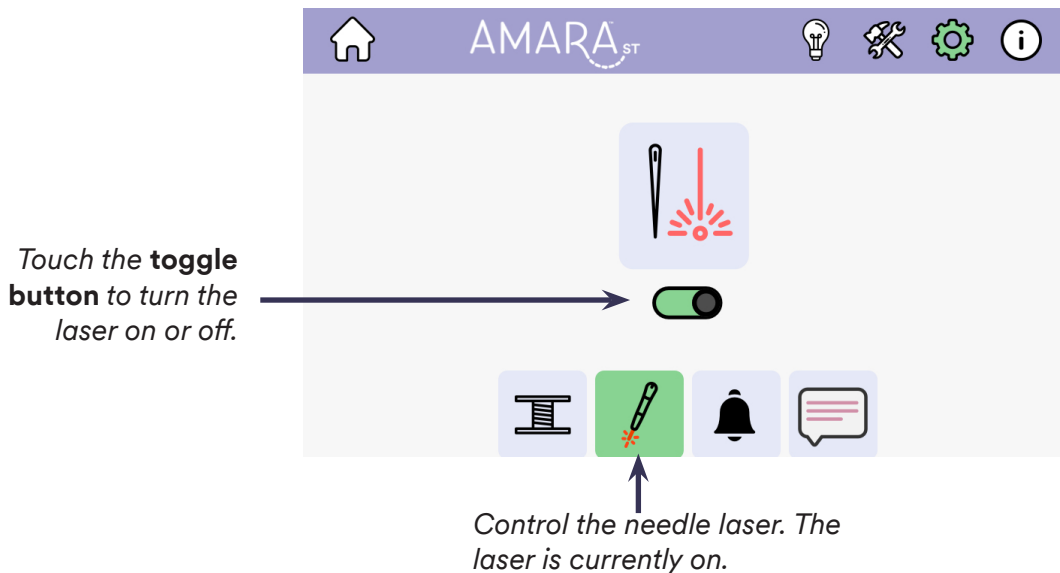 AMARA ST
Touch the toggle
button to turn the
laser on or off.
Control the needle laser. The
laser is currently on.